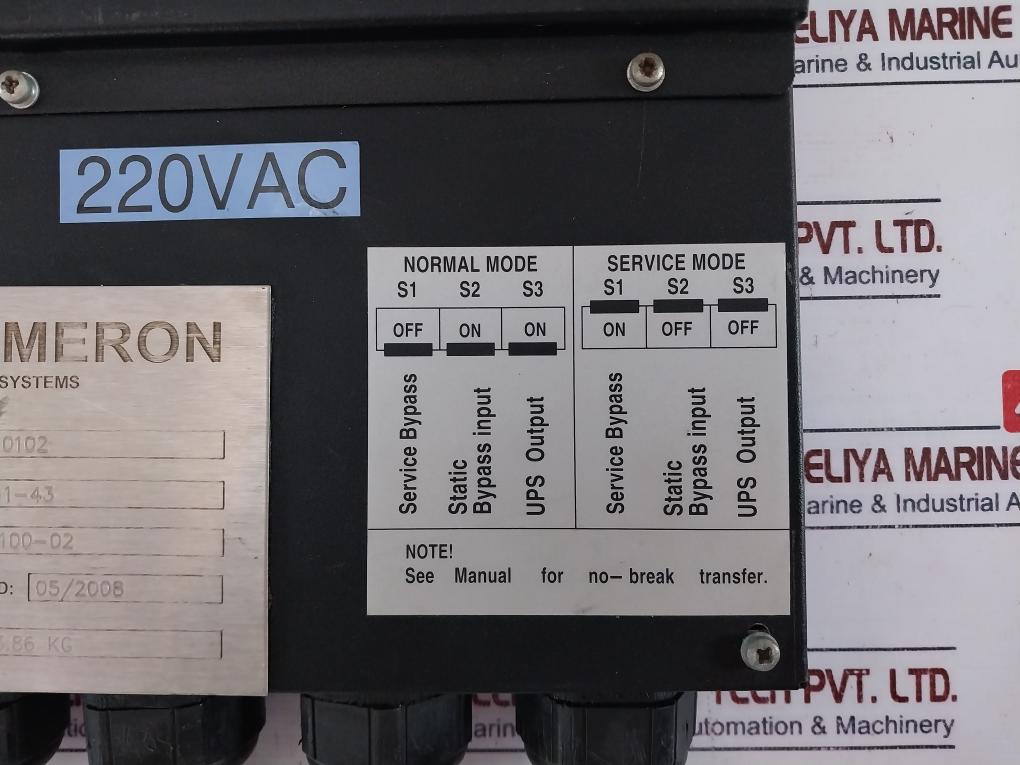 ELIYA MARINE
arine & Industrial Au
220VAC
PVT. LTD.
& Machinery
NORMAL MODE
S1 S2 S3
OFF ON ON
Service Bypass
Static
Bypass input
UPS Output
SERVICE MODE
S1 S2 S3
ON OFF OFF
Service Bypass
Static
Bypass input
UPS Output
NOTE!
See Manual for no-break transfer.
MERON
SYSTEMS
0102
1-43
100-02
D: 05/2008
.86 KG
ELIYA MARINE
arine & Industrial A
TECH PVT. LTD.
arine
utomation & Machinery